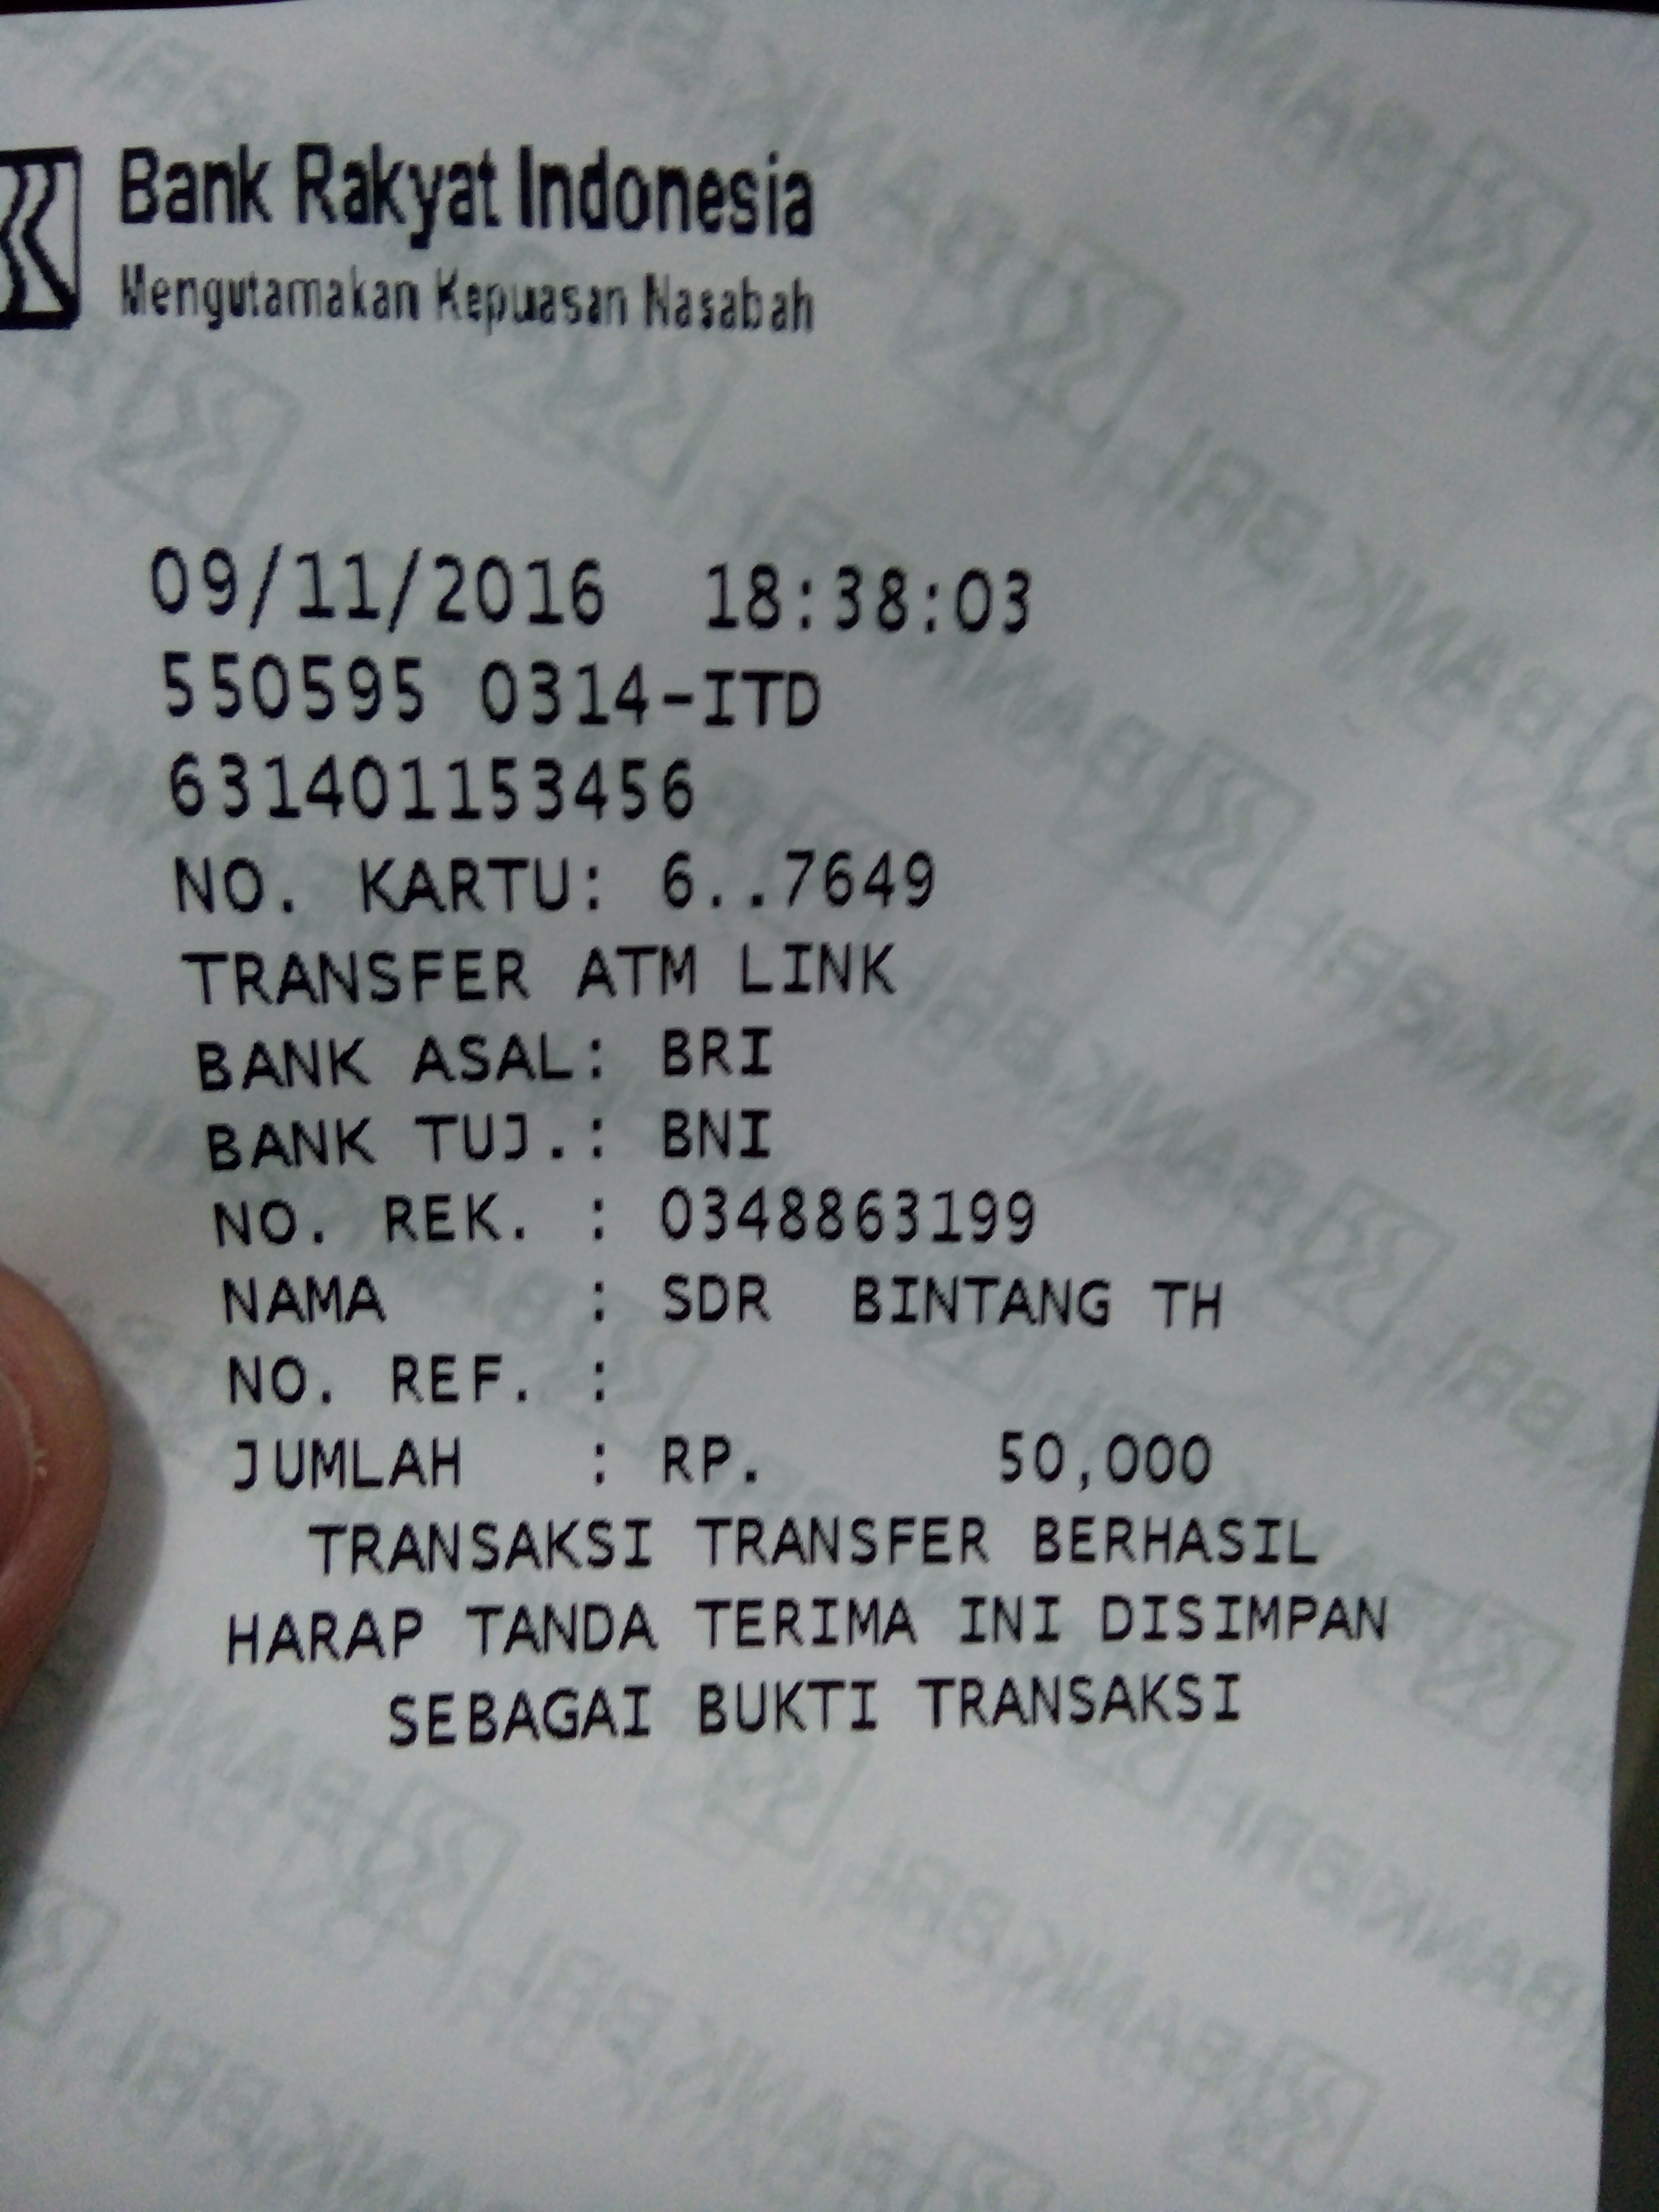 Bank Rakyat Indonesia
Mengutamakan Kepuasan Nasabah
09/11/2016 18:38:03
550595 0314-ITD
631401153456
NO. KARTU: 6..7649
TRANSFER ATM LINK
BANK ASAL: BRI
BANK TUJ.: BNI
NO. REK. : 0348863199
NAMA : SDR BINTANG TH
NO. REF. :
JUMLAH : RP. 50,000
TRANSAKSI TRANSFER BERHASIL
HARAP TANDA TERIMA INI DISIMPAN
SEBAGAI BUKTI TRANSAKSI